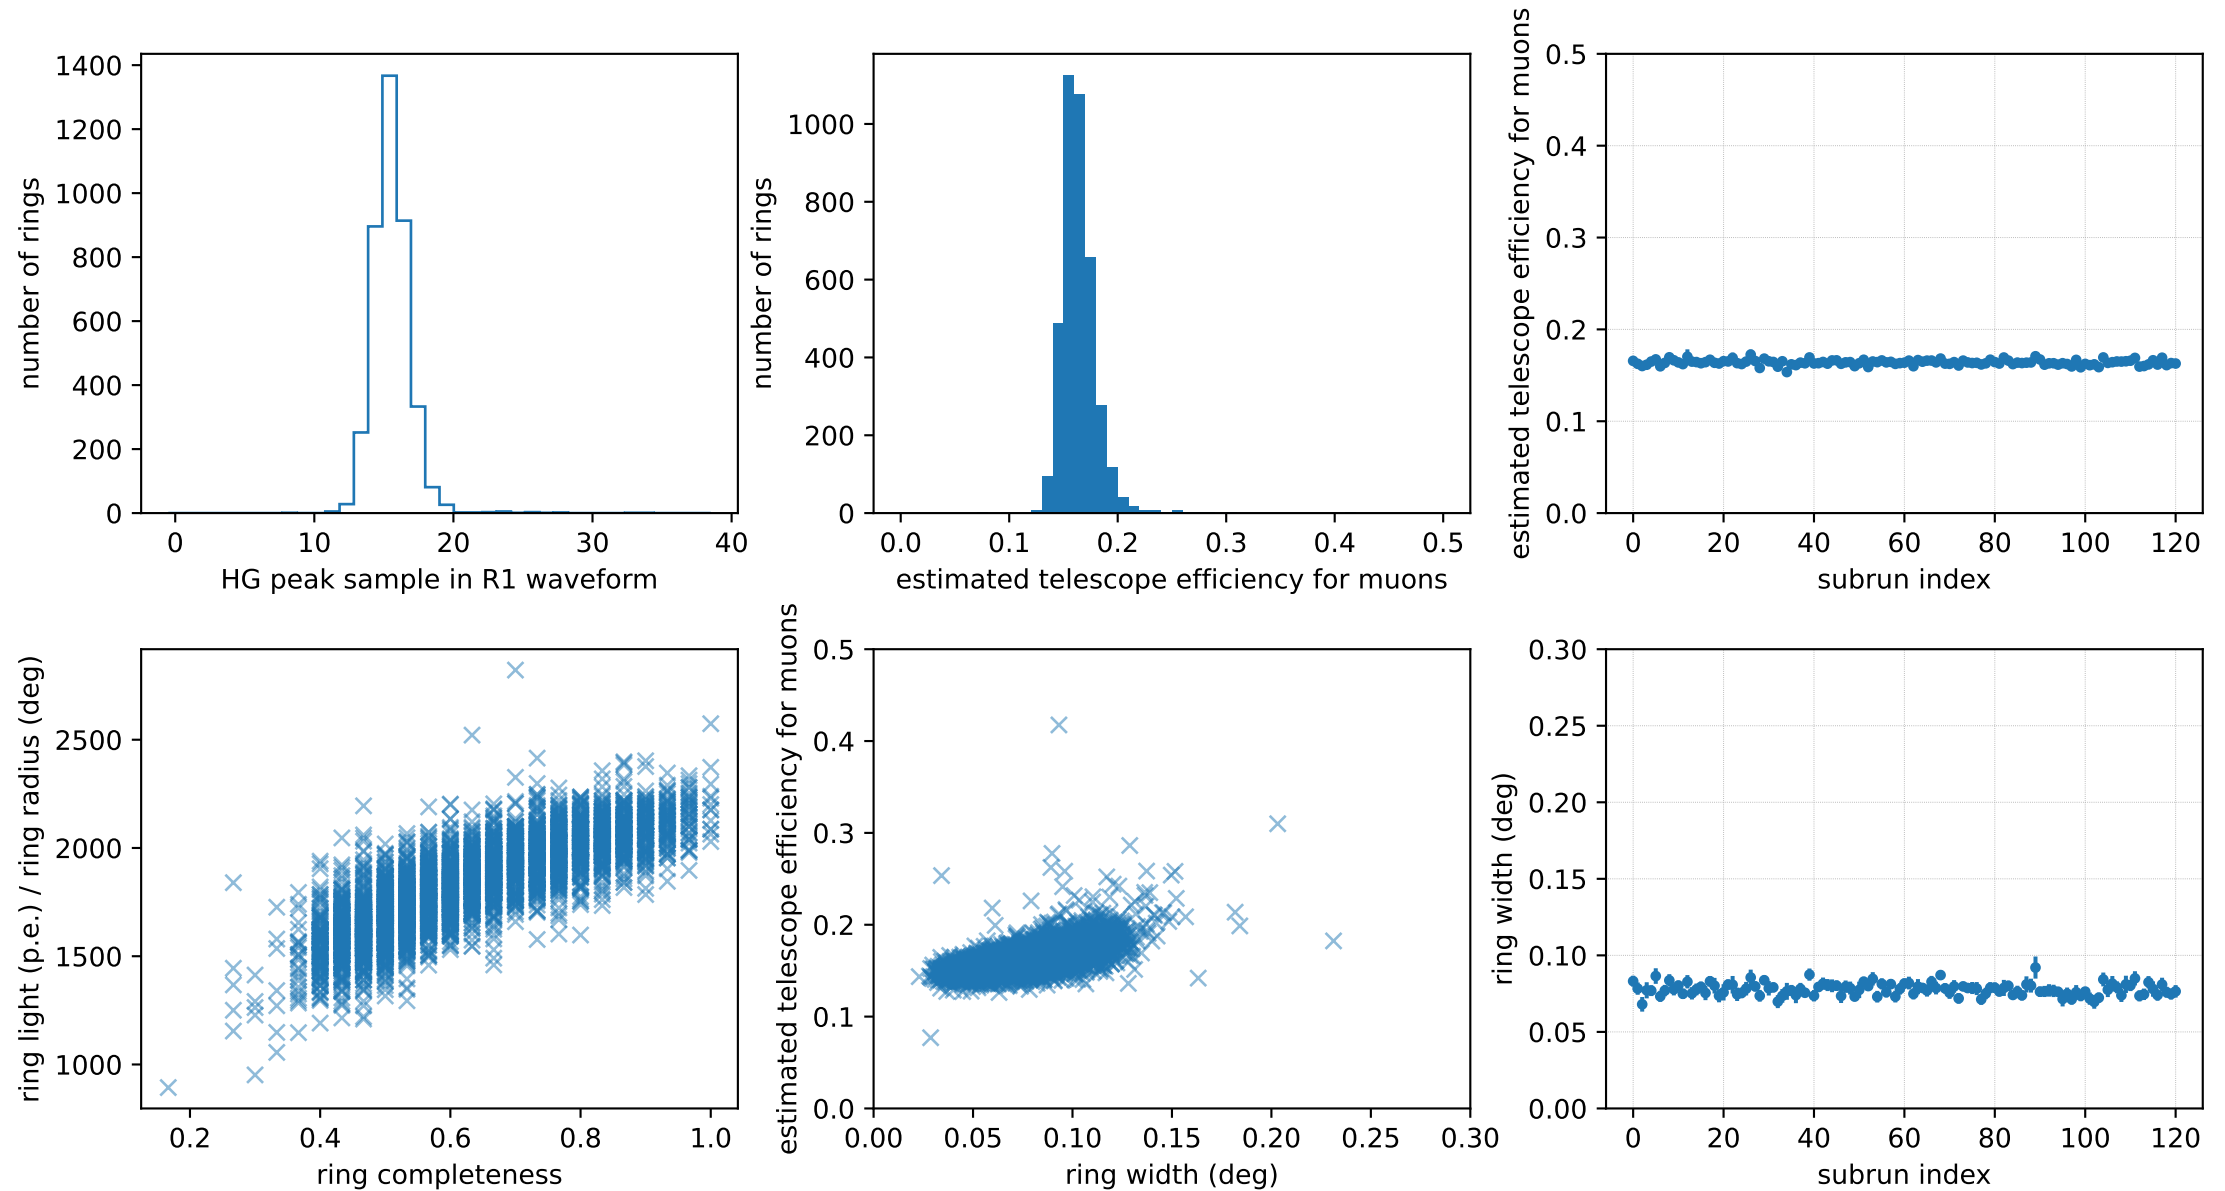 1400
1200
1000
800
600
400
200
0
number of rings
0 10 20 30 40
HG peak sample in R1 waveform
1000
800
600
400
200
0
number of rings
0.0 0.1 0.2 0.3 0.4 0.5
estimated telescope efficiency for muons
0.5
0.4
0.3
0.2
0.1
0.0
estimated telescope efficiency for muons
0 20 40 60 80 100 120
subrun index
2500
2000
1500
1000
ring light (p.e.) / ring radius (deg)
0.2 0.4 0.6 0.8 1.0
ring completeness
0.5
0.4
0.3
0.2
0.1
0.0
estimated telescope efficiency for muons
0.00 0.05 0.10 0.15 0.20 0.25 0.30
ring width (deg)
0.30
0.25
0.20
0.15
0.10
0.05
0.00
ring width (deg)
0 20 40 60 80 100 120
subrun index